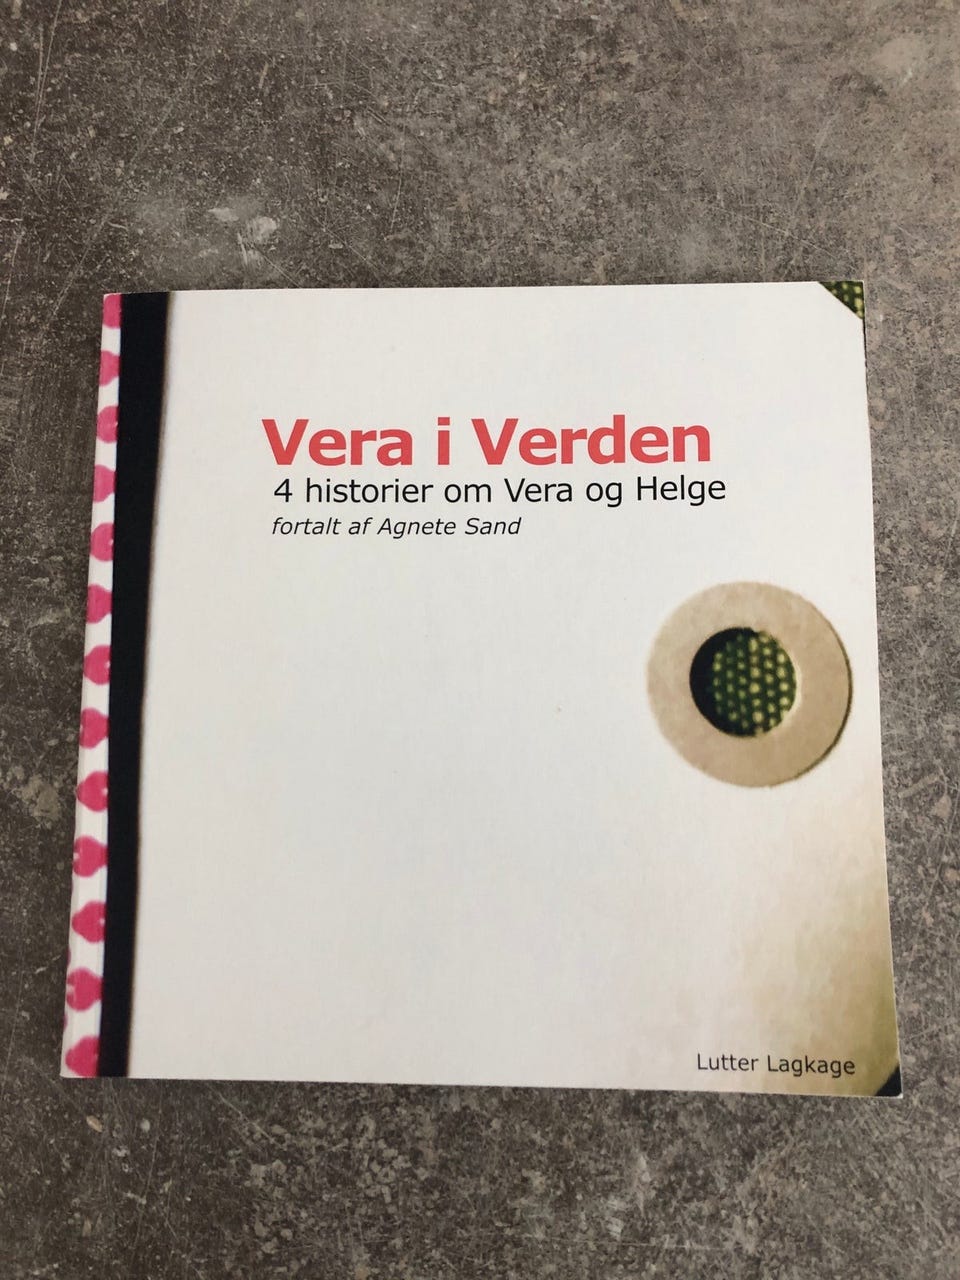 Vera i Verden
4 historier om Vera og Helge
fortalt af Agnete Sand
Lutter Lagkage